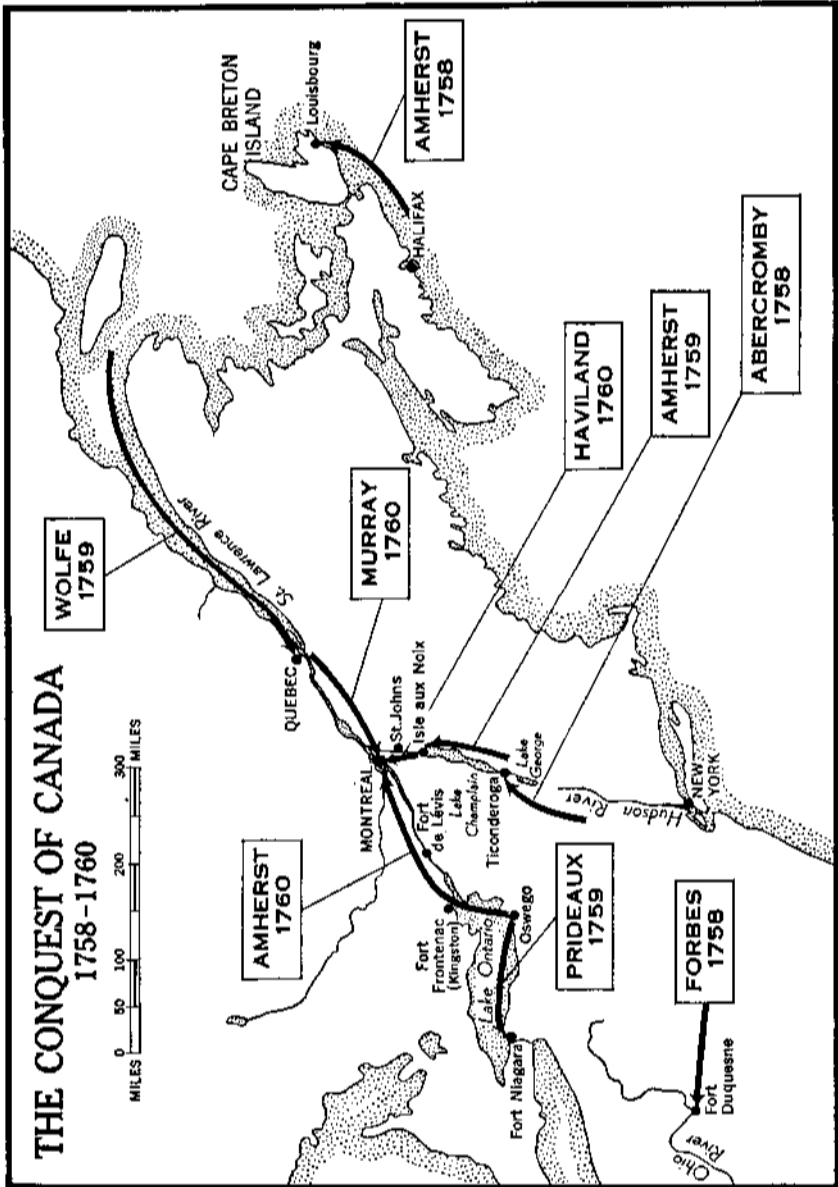 THE CONQUEST OF CANADA
1758-1760
MILES
0
50
100
200
300
MILES
WOLFE
1759
CAPE BRETON
ISLAND
Louisbourg
AMHERST
1758
HALIFAX
St. Lawrence River
QUEBEC
MURRAY
1760
HAVILAND
1760
AMHERST
1759
ABERCROMBY
1758
AMHERST
1760
MONTREAL
St. Johns
Isle aux Noix
Fort
de Lévis
Lake
Champlain
Ticonderoga
Lake
George
Hudson River
NEW
YORK
Fort
Frontenac
(Kingston)
Lake Ontario
Oswego
Fort Niagara
PRIDEAUX
1759
FORBES
1758
Fort
Duquesne
Ohio River